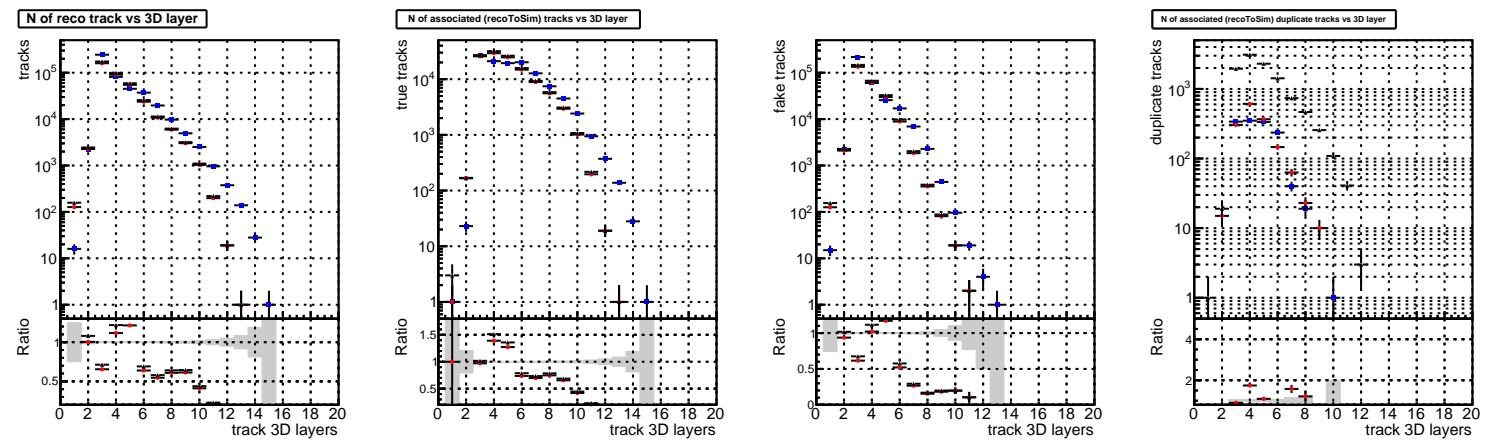 N of reco track vs 3D layer
tracks
10^5
10^4
10^3
10^2
10
1
Ratio
1
0.5
0 2 4 6 8 10 12 14 16 18 20
track 3D layers
N of associated (recoToSim) tracks vs 3D layer
true tracks
10^4
10^3
10^2
10
1
Ratio
1.5
1
0.5
0 2 4 6 8 10 12 14 16 18 20
track 3D layers
fake tracks
10^5
10^4
10^3
10^2
10
1
Ratio
1
0.5
0
0 2 4 6 8 10 12 14 16 18 20
track 3D layers
N of associated (recoToSim) duplicate tracks vs 3D layer
duplicate tracks
10^3
10^2
10
1
Ratio
4
2
0 2 4 6 8 10 12 14 16 18 20
track 3D layers